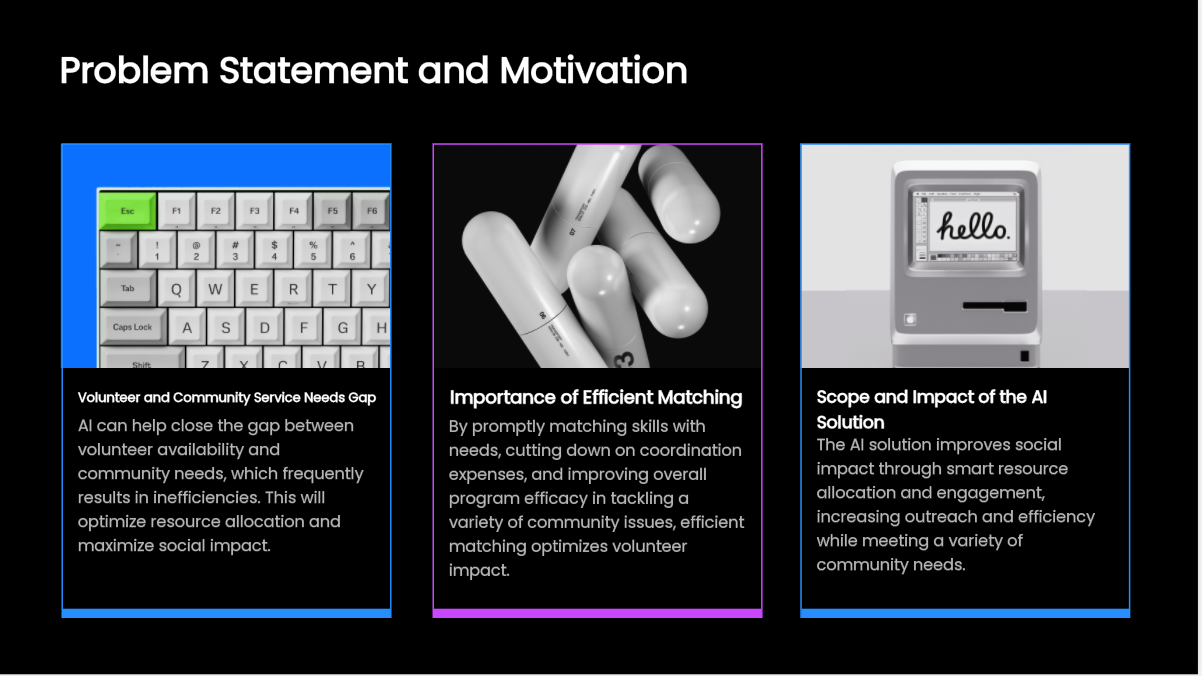 Problem Statement and Motivation
Esc F1 F2 F3 F4 F5 F6
~ ! @ # $ % ^
` 1 2 3 4 5 6
Tab Q W E R T Y
Caps Lock A S D F G H
Shift Z X C V B
07
06
3
hello.
Volunteer and Community Service Needs Gap
AI can help close the gap between
volunteer availability and
community needs, which frequently
results in inefficiencies. This will
optimize resource allocation and
maximize social impact.
Importance of Efficient Matching
By promptly matching skills with
needs, cutting down on coordination
expenses, and improving overall
program efficacy in tackling a
variety of community issues, efficient
matching optimizes volunteer
impact.
Scope and Impact of the AI
Solution
The AI solution improves social
impact through smart resource
allocation and engagement,
increasing outreach and efficiency
while meeting a variety of
community needs.